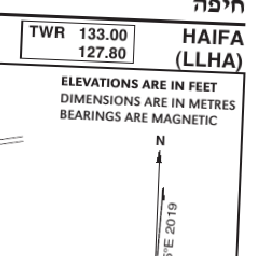 חיפה
TWR 133.00
127.80
HAIFA
(LLHA)
ELEVATIONS ARE IN FEET
DIMENSIONS ARE IN METRES
BEARINGS ARE MAGNETIC
N
°E 2019